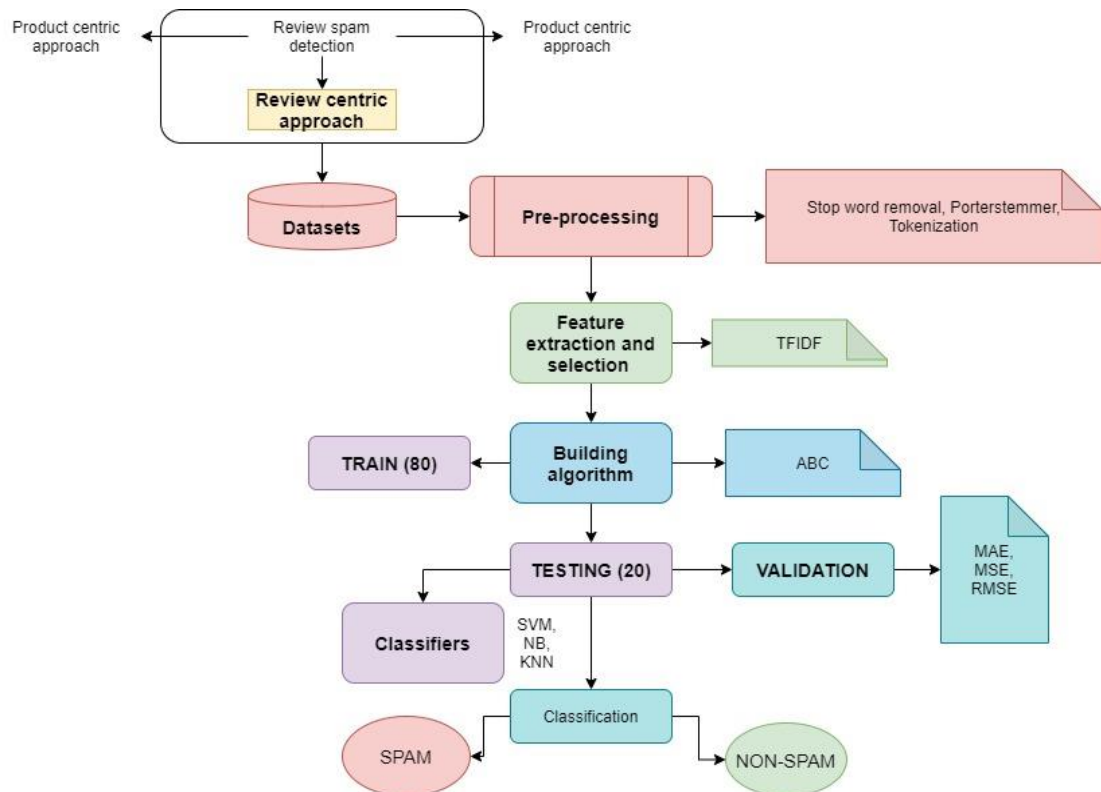 Product centric
approach
Review spam
detection
Product centric
approach
Review centric
approach
Datasets
Pre-processing
Stop word removal, Porterstemmer,
Tokenization
Feature
extraction and
selection
TFIDF
TRAIN (80)
Building
algorithm
ABC
TESTING (20)
VALIDATION
MAE,
MSE,
RMSE
Classifiers
SVM,
NB,
KNN
Classification
SPAM
NON-SPAM